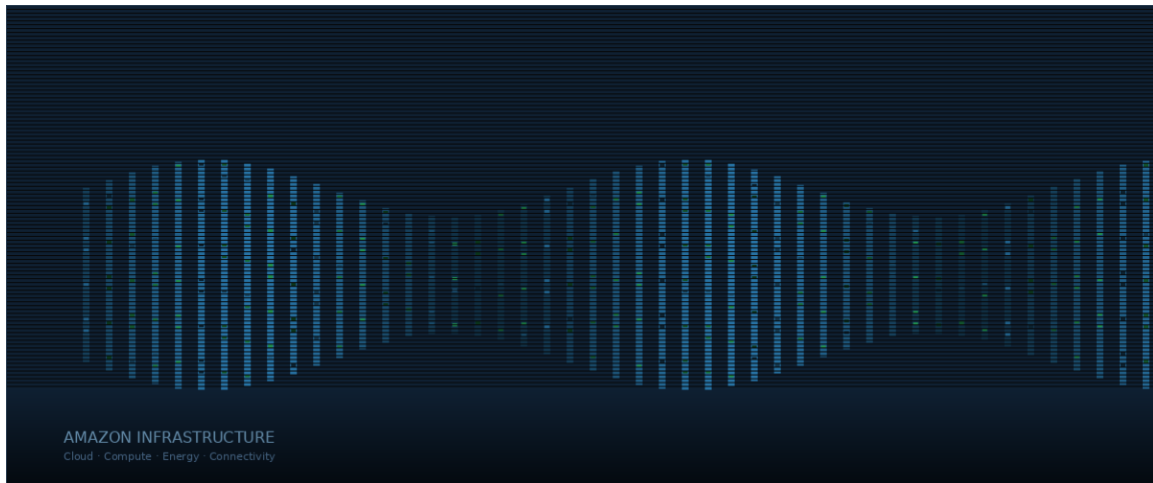 AMAZON INFRASTRUCTURE
Cloud · Compute · Energy · Connectivity